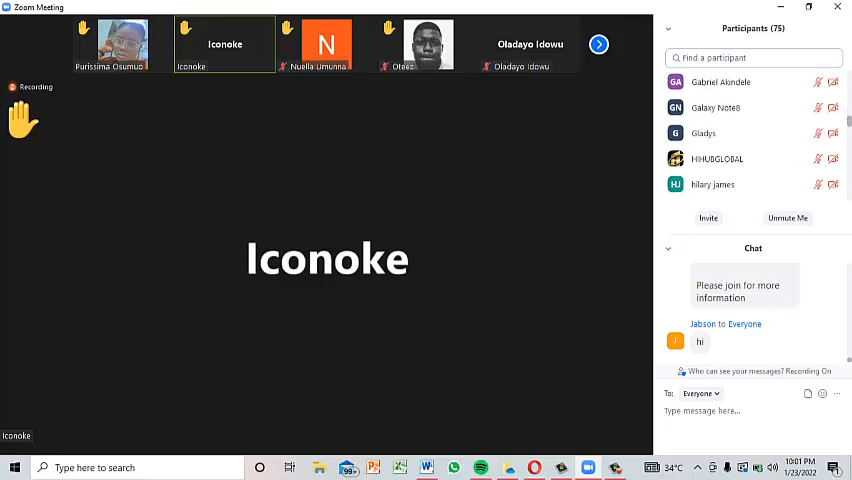 Zoom Meeting
Iconoke
N
Oladayo Idowu
Purissima Osumuo
Iconoke
Nuella Umunna
Oteez
Oladayo Idowu
Recording
Iconoke
Iconoke
Participants (75)
Find a participant
GA Gabriel Akindele
GN Galaxy Note8
G Gladys
HIHUBGLOBAL
HJ hilary james
Invite
Unmute Me
Chat
Please join for more
information
Jabson to Everyone
J hi
Who can see your messages? Recording On
To: Everyone
Type message here...
Type here to search
99+
34°C
10:01 PM
1/23/2022